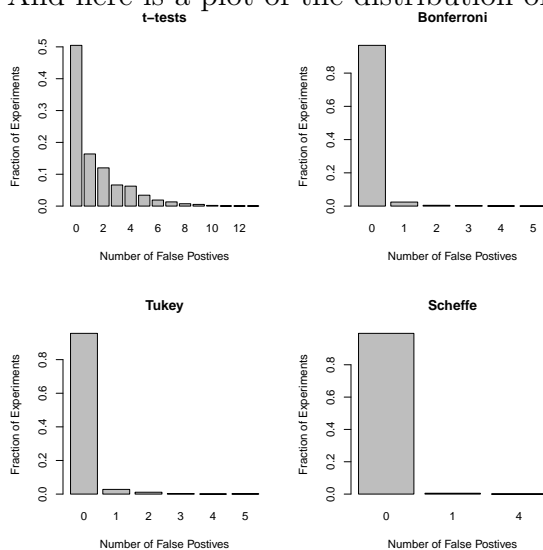 And here is a plot of the distribution of
t−tests
Fraction of Experiments
0.0 0.1 0.2 0.3 0.4 0.5
0 2 4 6 8 10 12
Number of False Postives
Bonferroni
Fraction of Experiments
0.0 0.2 0.4 0.6 0.8
0 1 2 3 4 5
Number of False Postives
Tukey
Fraction of Experiments
0.0 0.2 0.4 0.6 0.8
0 1 2 3 4 5
Number of False Postives
Scheffe
Fraction of Experiments
0.0 0.2 0.4 0.6 0.8
0 1 4
Number of False Postives